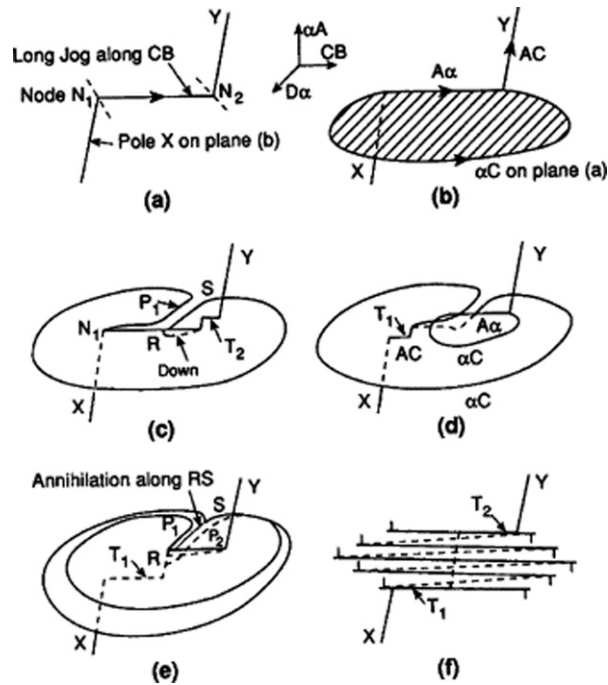 Y
Long Jog along CB
Node N1
N2
Pole X on plane (b)
(a)
αA
CB
Dα
Y
AC
Aα
X
αC on plane (a)
(b)
Y
P1
S
N1
R
T2
Down
X
(c)
Y
T1
Aα
AC
αC
X
αC
(d)
Annihilation along RS
Y
S
P1
P2
R
T1
X
(e)
Y
T2
T1
X
(f)